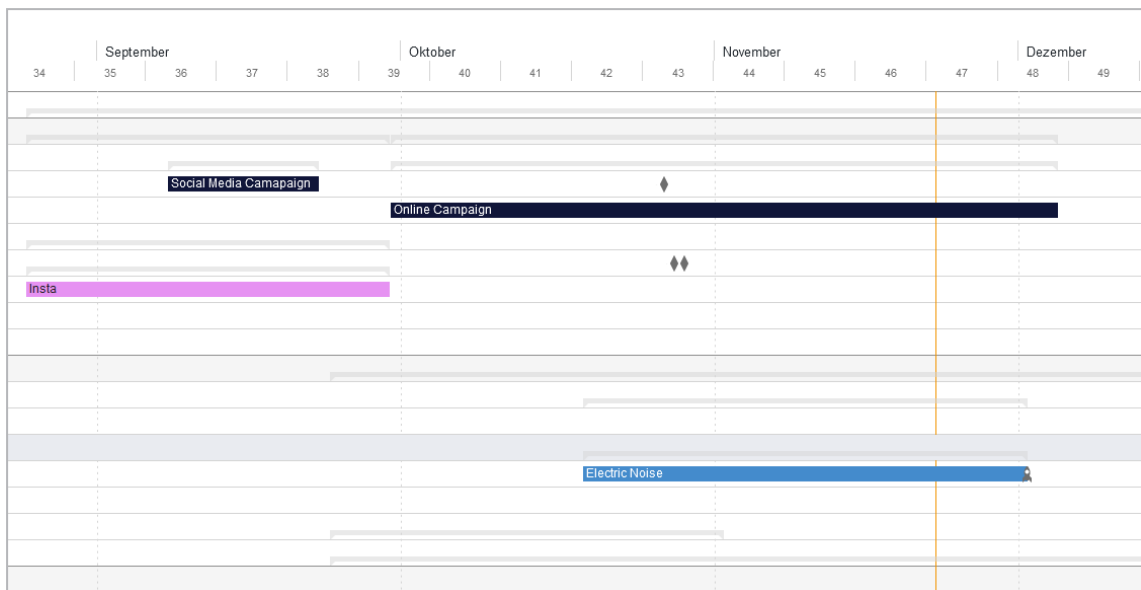 September Oktober November Dezember
34 35 36 37 38 39 40 41 42 43 44 45 46 47 48 49
Social Media Camapaign
Online Campaign
Insta
Electric Noise